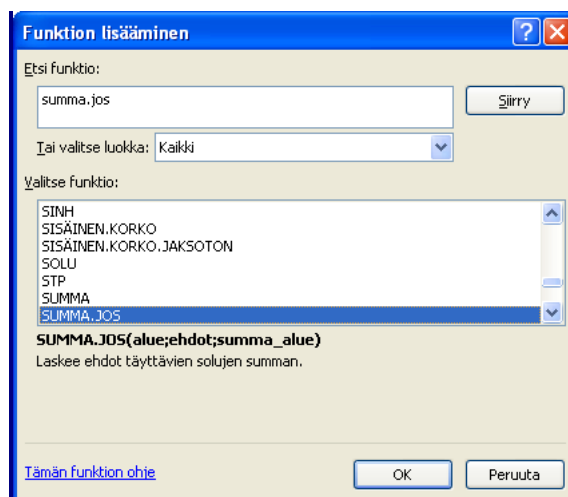 Funktion lisääminen
Etsi funktio:
summa.jos
Siirry
Tai valitse luokka: Kaikki
Valitse funktio:
SINH
SISÄINEN.KORKO
SISÄINEN.KORKO.JAKSOTON
SOLU
STP
SUMMA
SUMMA.JOS
SUMMA.JOS(alue;ehdot;summa_alue)
Laskee ehdot täyttävien solujen summan.
Tämän funktion ohje
OK
Peruuta